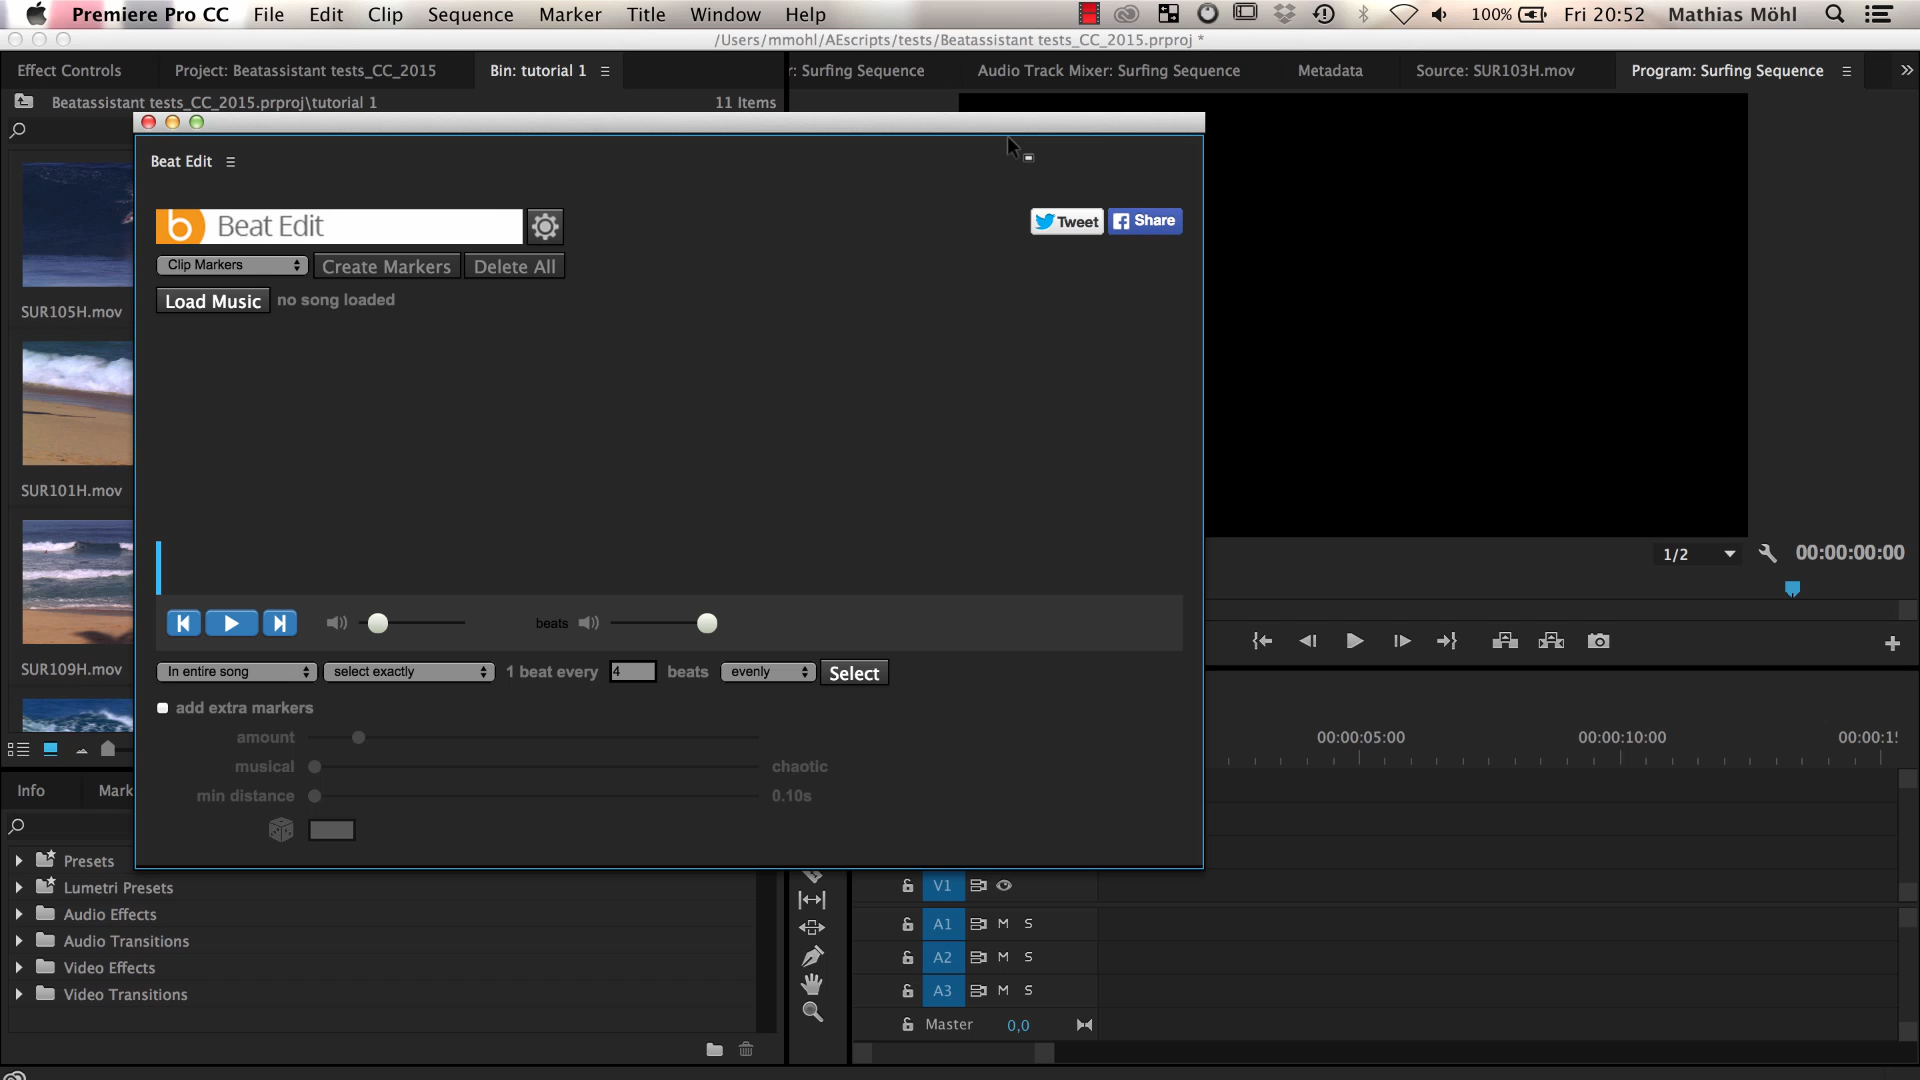 Premiere Pro CC File Edit Clip Sequence Marker Title Window Help 100% Fri 20:52 Mathias Möhl
/Users/mmohl/AEscripts/tests/Beatassistant tests_CC_2015.prproj *
Effect Controls Project: Beatassistant tests_CC_2015 Bin: tutorial 1 r: Surfing Sequence Audio Track Mixer: Surfing Sequence Metadata Source: SUR103H.mov Program: Surfing Sequence
Beatassistant tests_CC_2015.prproj\tutorial 1 11 Items
Beat Edit
b Beat Edit
Tweet Share
Clip Markers Create Markers Delete All
Load Music no song loaded
SUR105H.mov
SUR101H.mov
SUR109H.mov
1/2 00:00:00:00
beats
In entire song select exactly 1 beat every 4 beats evenly Select
add extra markers
amount
musical chaotic
min distance 0.10s
00:00:05:00 00:00:10:00 00:00:1
Info Mark
Presets
Lumetri Presets
Audio Effects
Audio Transitions
Video Effects
Video Transitions
V1
A1 M S
A2 M S
A3 M S
Master 0,0